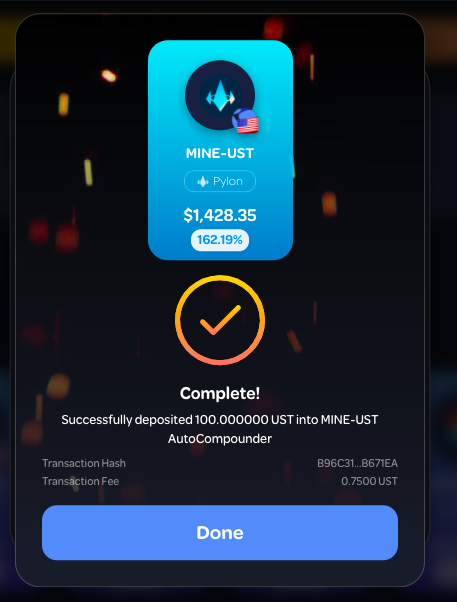 MINE-UST
Pylon
$1,428.35
162.19%
Complete!
Successfully deposited 100.000000 UST into MINE-UST
AutoCompounder
Transaction Hash B96C31...B671EA
Transaction Fee 0.7500 UST
Done